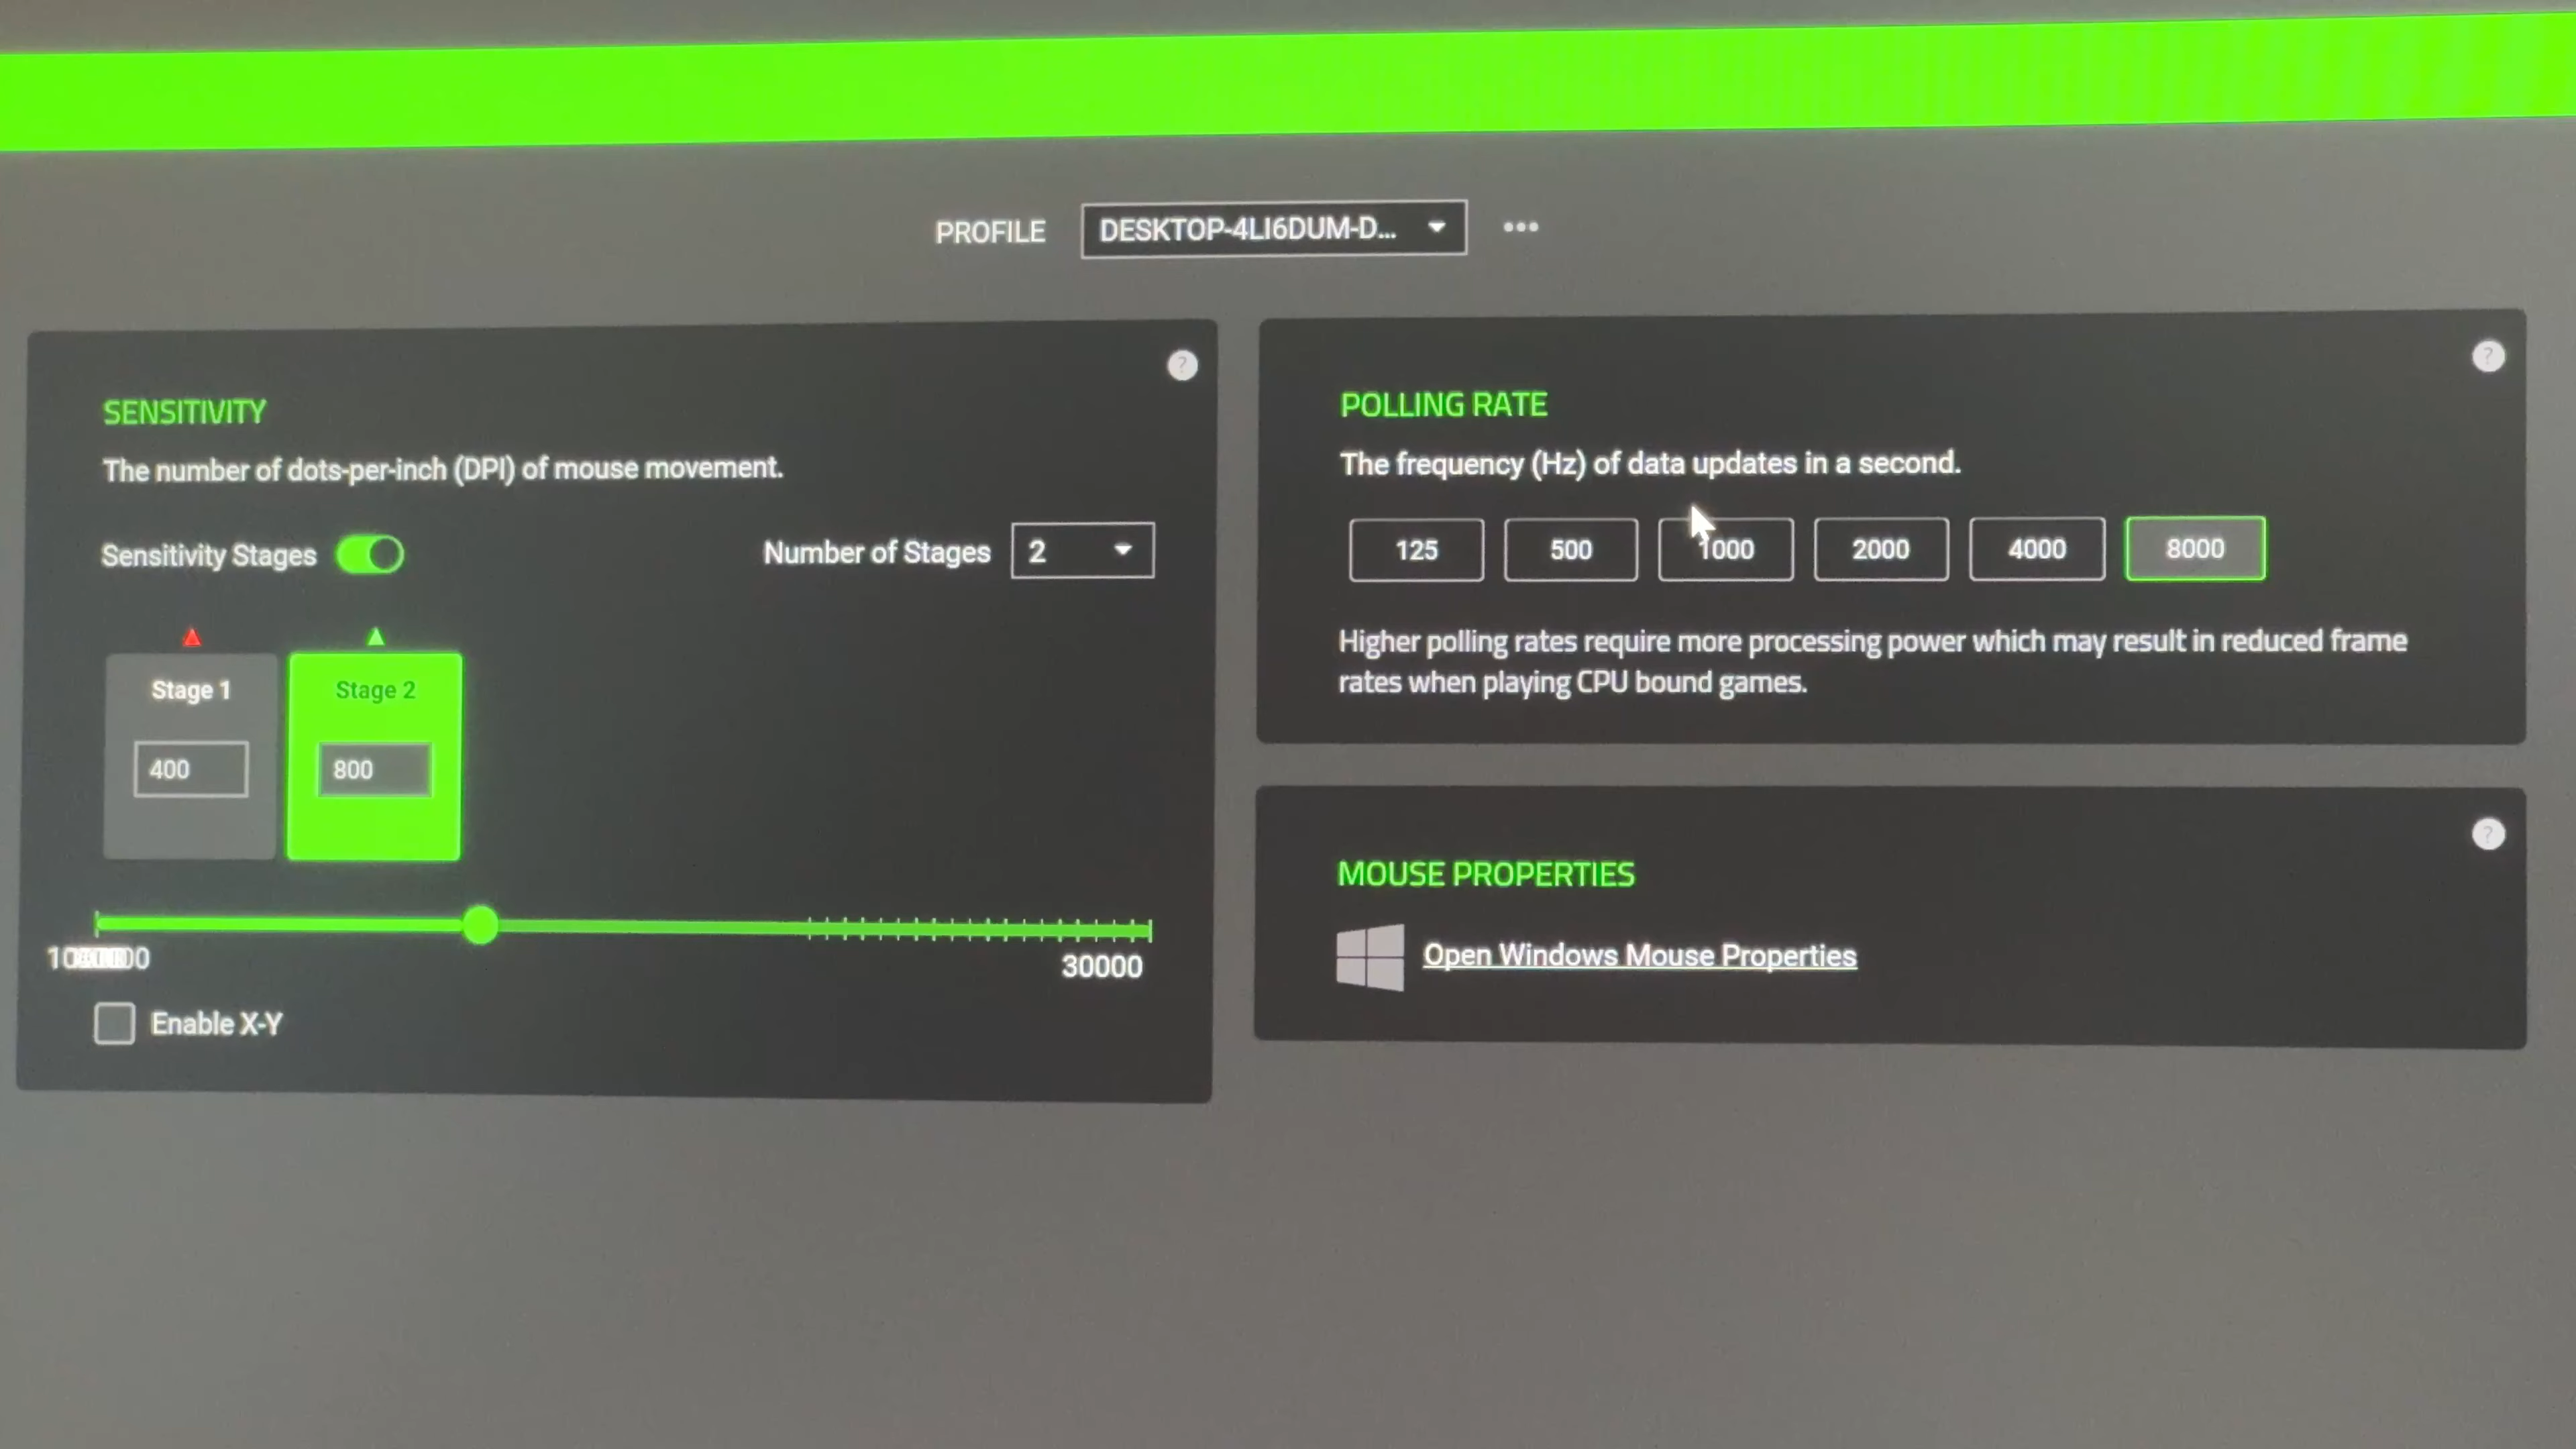 PROFILE DESKTOP-4LI6DUM-D...
SENSITIVITY
The number of dots-per-inch (DPI) of mouse movement.
Sensitivity Stages
Number of Stages 2
Stage 1
Stage 2
400
800
30000
Enable X-Y
POLLING RATE
The frequency (Hz) of data updates in a second.
125 500 1000 2000 4000 8000
Higher polling rates require more processing power which may result in reduced frame
rates when playing CPU bound games.
MOUSE PROPERTIES
Open Windows Mouse Properties